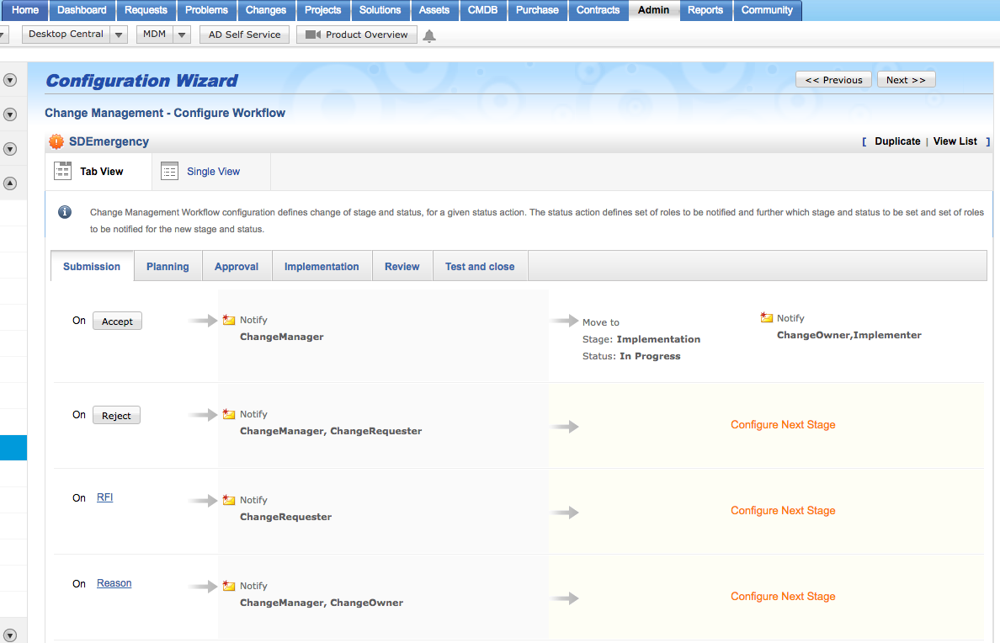 Home Dashboard Requests Problems Changes Projects Solutions Assets CMDB Purchase Contracts Admin Reports Community
Desktop Central MDM AD Self Service Product Overview
Configuration Wizard
<< Previous Next >>
Change Management - Configure Workflow
SDEmergency
[ Duplicate | View List ]
Tab View Single View
Change Management Workflow configuration defines change of stage and status, for a given status action. The status action defines set of roles to be notified and further which stage and status to be set and set of roles
to be notified for the new stage and status.
Submission Planning Approval Implementation Review Test and close
On Accept
Notify
ChangeManager
Move to
Stage: Implementation
Status: In Progress
Notify
ChangeOwner,Implementer
On Reject
Notify
ChangeManager, ChangeRequester
Configure Next Stage
On RFI
Notify
ChangeRequester
Configure Next Stage
On Reason
Notify
ChangeManager, ChangeOwner
Configure Next Stage